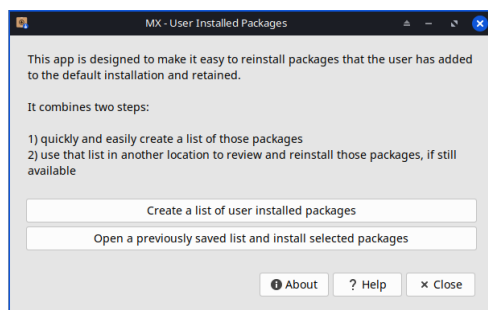 MX - User Installed Packages
This app is designed to make it easy to reinstall packages that the user has added
to the default installation and retained.
It combines two steps:
1) quickly and easily create a list of those packages
2) use that list in another location to review and reinstall those packages, if still
available
Create a list of user installed packages
Open a previously saved list and install selected packages
About ? Help × Close